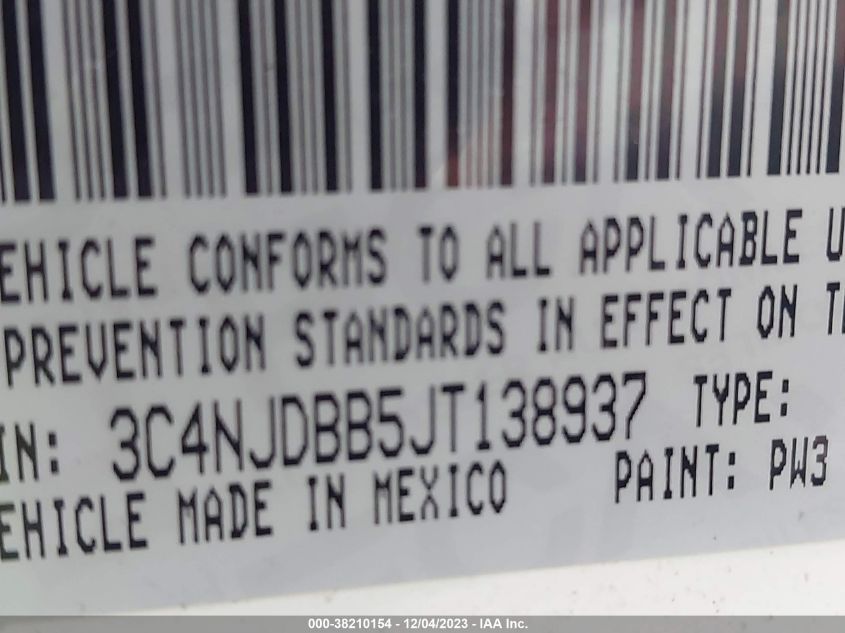 EHICLE CONFORMS TO ALL APPLICABLE U
PREVENTION STANDARDS IN EFFECT ON T
IN: 3C4NJDBB5JT138937 TYPE:
EHICLE MADE IN MEXICO PAINT: PW3
000-38210154 - 12/04/2023 - IAA Inc.